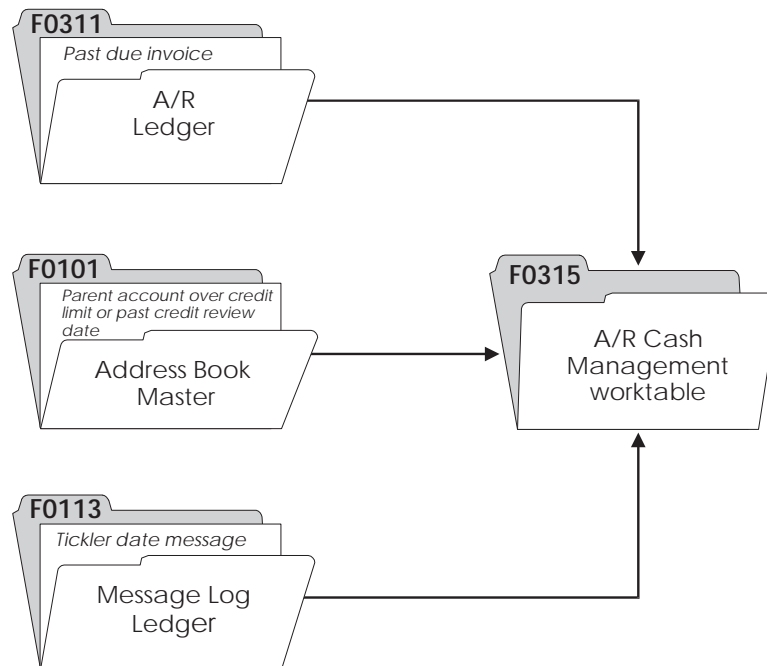 F0311
Past due invoice
A/R
Ledger
F0101
Parent account over credit
limit or past credit review
date
Address Book
Master
F0315
A/R Cash
Management
worktable
F0113
Tickler date message
Message Log
Ledger